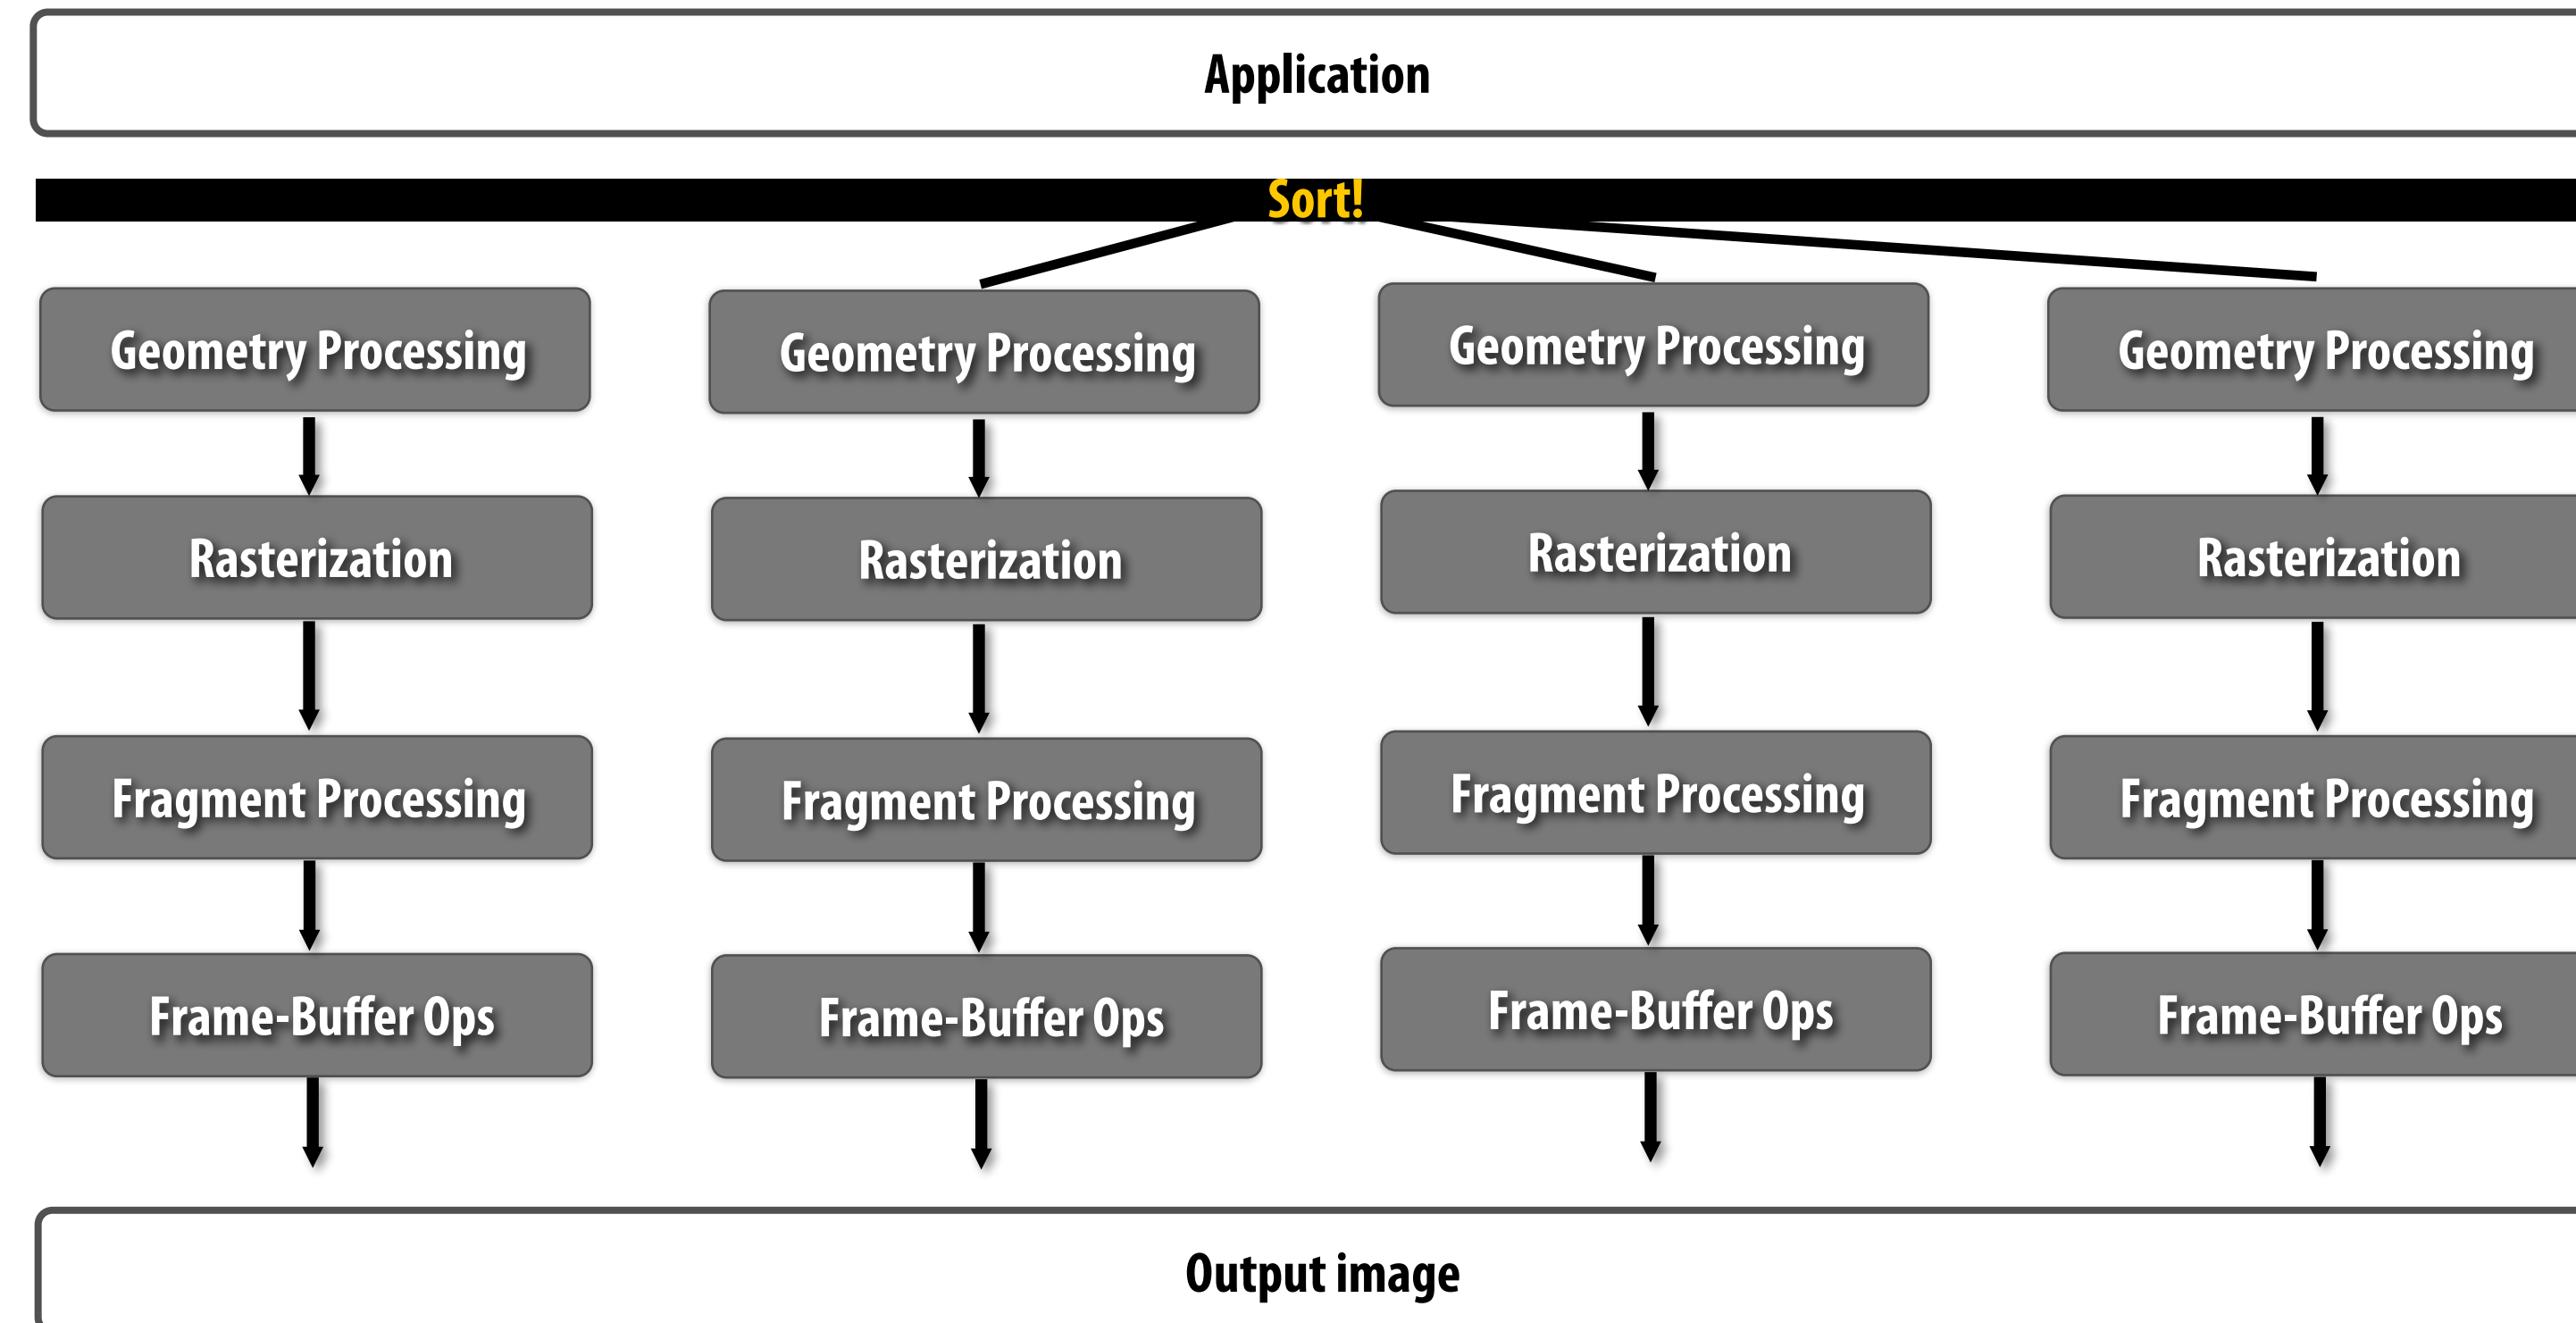 Application
Sort!
Geometry Processing
Geometry Processing
Geometry Processing
Geometry Processing
Rasterization
Rasterization
Rasterization
Rasterization
Fragment Processing
Fragment Processing
Fragment Processing
Fragment Processing
Frame-Buffer Ops
Frame-Buffer Ops
Frame-Buffer Ops
Frame-Buffer Ops
Output image